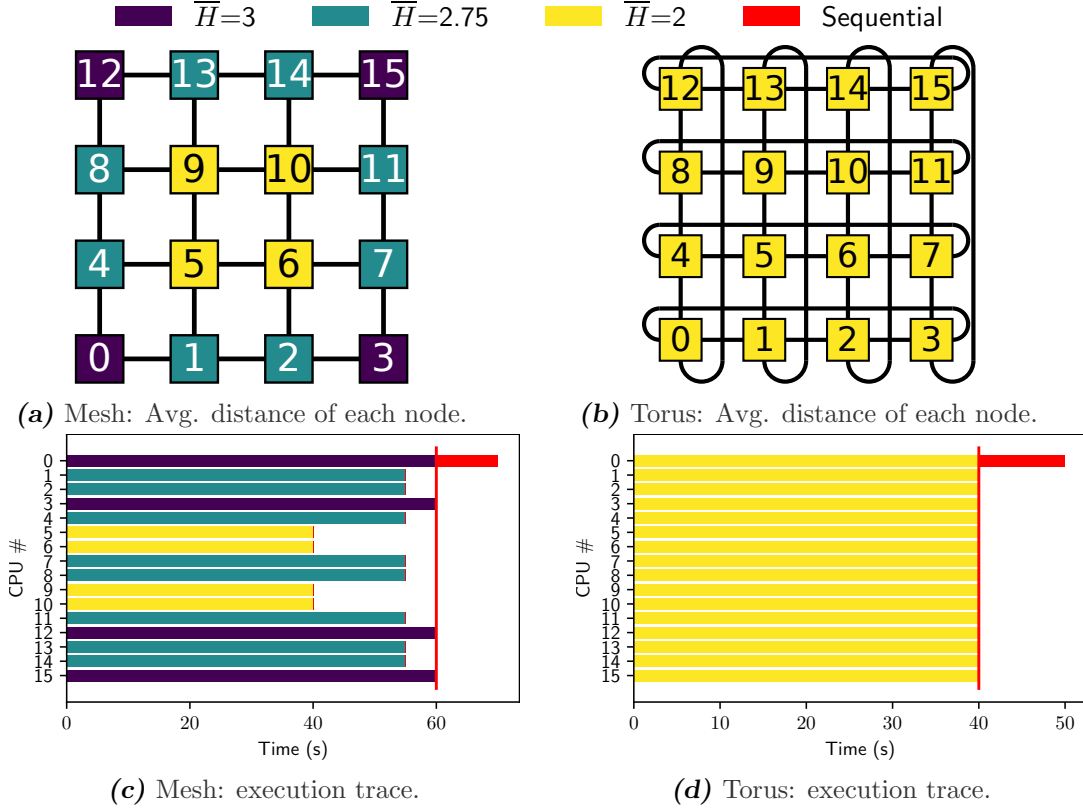 H̅=3 H̅=2.75 H̅=2 Sequential
12 13 14 15
8 9 10 11
4 5 6 7
0 1 2 3
(a) Mesh: Avg. distance of each node.
12 13 14 15
8 9 10 11
4 5 6 7
0 1 2 3
(b) Torus: Avg. distance of each node.
CPU #
0
1
2
3
4
5
6
7
8
9
10
11
12
13
14
15
0 20 40 60
Time (s)
(c) Mesh: execution trace.
CPU #
0
1
2
3
4
5
6
7
8
9
10
11
12
13
14
15
0 10 20 30 40 50
Time (s)
(d) Torus: execution trace.